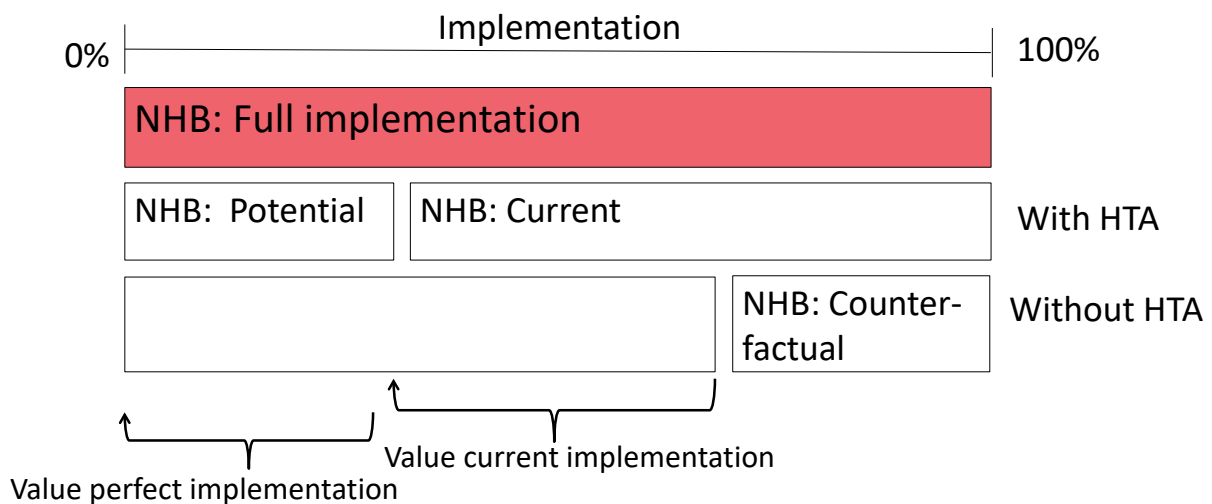 Implementation
0%
100%
NHB: Full implementation
NHB:  Potential
NHB: Current
With HTA
NHB: Counter-
factual
Without HTA
Value current implementation
Value perfect implementation